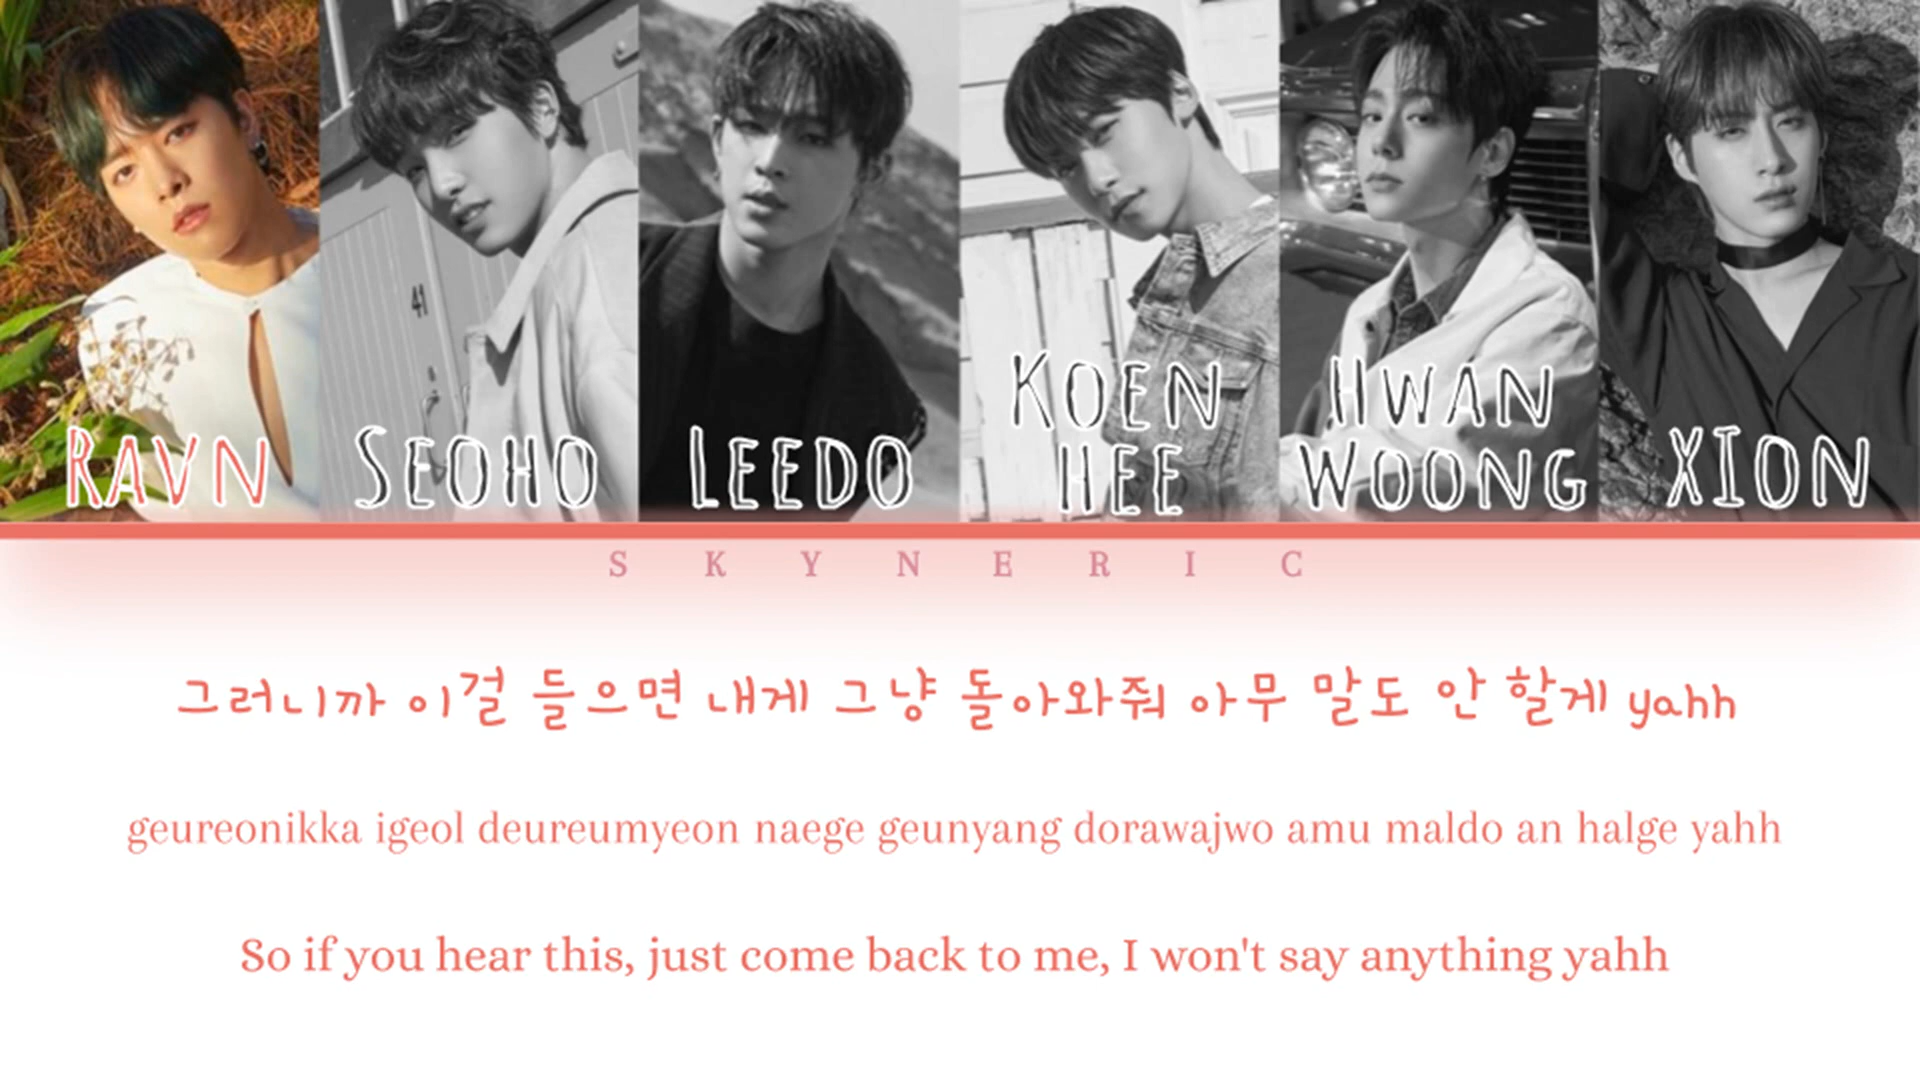 41
RAVN SEOHO LEEDO KOEN HEE HWAN WOONG XION
SKYNERIC
그러니까 이걸 들으면 내게 그냥 돌아와줘 아무 말도 안 할게 yahh
geureonikka igeol deureumyeon naege geunyang dorawajwo amu maldo an halge yahh
So if you hear this, just come back to me, I won't say anything yahh